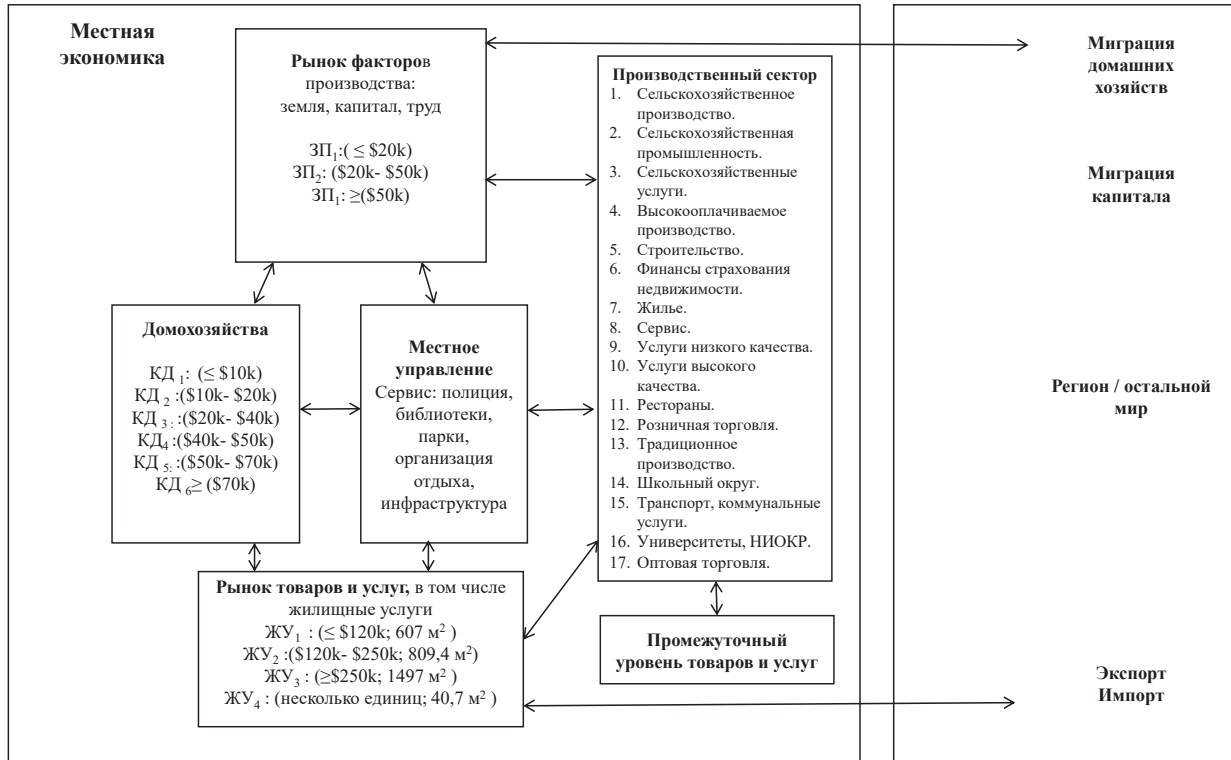 Местная
экономика
Рынок факторов
производства:
земля, капитал, труд
ЗП₁:( ≤ $20k)
ЗП₂: ($20k- $50k)
ЗП₁: ≥($50k)
Домохозяйства
КД ₁: (≤ $10k)
КД ₂ :($10k- $20k)
КД ₃ : ($20k- $40k)
КД₄ :($40k- $50k)
КД ₅: :($50k- $70k)
КД ₆≥ ($70k)
Местное
управление
Сервис: полиция,
библиотеки,
парки,
организация
отдыха,
инфраструктура
Рынок товаров и услуг, в том числе
жилищные услуги
ЖУ₁ : (≤ $120k; 607 м² )
ЖУ₂ :($120k- $250k; 809,4 м²)
ЖУ₃ : (≥$250k; 1497 м² )
ЖУ₄ : (несколько единиц; 40,7 м² )
Производственный сектор
1. Сельскохозяйственное
производство.
2. Сельскохозяйственная
промышленность.
3. Сельскохозяйственные
услуги.
4. Высокооплачиваемое
производство.
5. Строительство.
6. Финансы страхования
недвижимости.
7. Жилье.
8. Сервис.
9. Услуги низкого качества.
10. Услуги высокого
качества.
11. Рестораны.
12. Розничная торговля.
13. Традиционное
производство.
14. Школьный округ.
15. Транспорт, коммунальные
услуги.
16. Университеты, НИОКР.
17. Оптовая торговля.
Промежуточный
уровень товаров и услуг
Миграция
домашних
хозяйств
Миграция
капитала
Регион / остальной
мир
Экспорт
Импорт